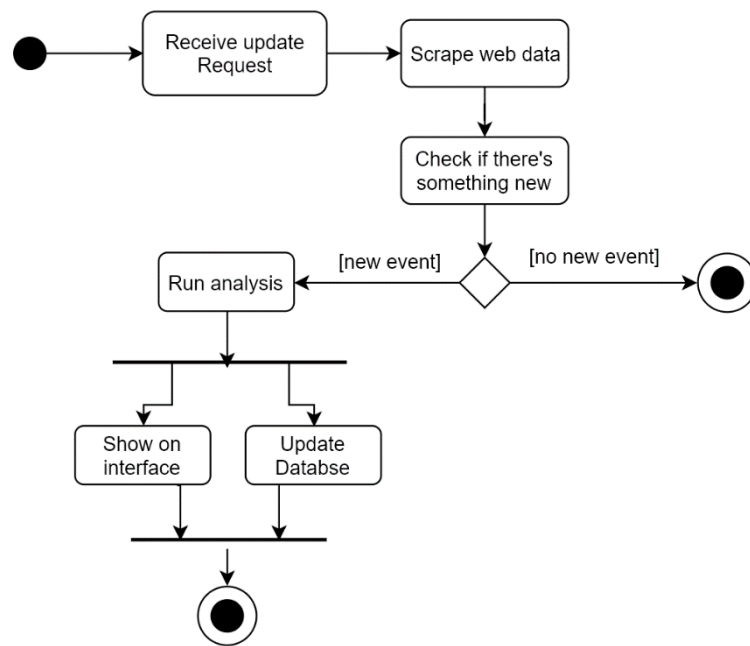 Receive update
Request
Scrape web data
Check if there's
something new
[new event]
[no new event]
Run analysis
Show on
interface
Update
Databse